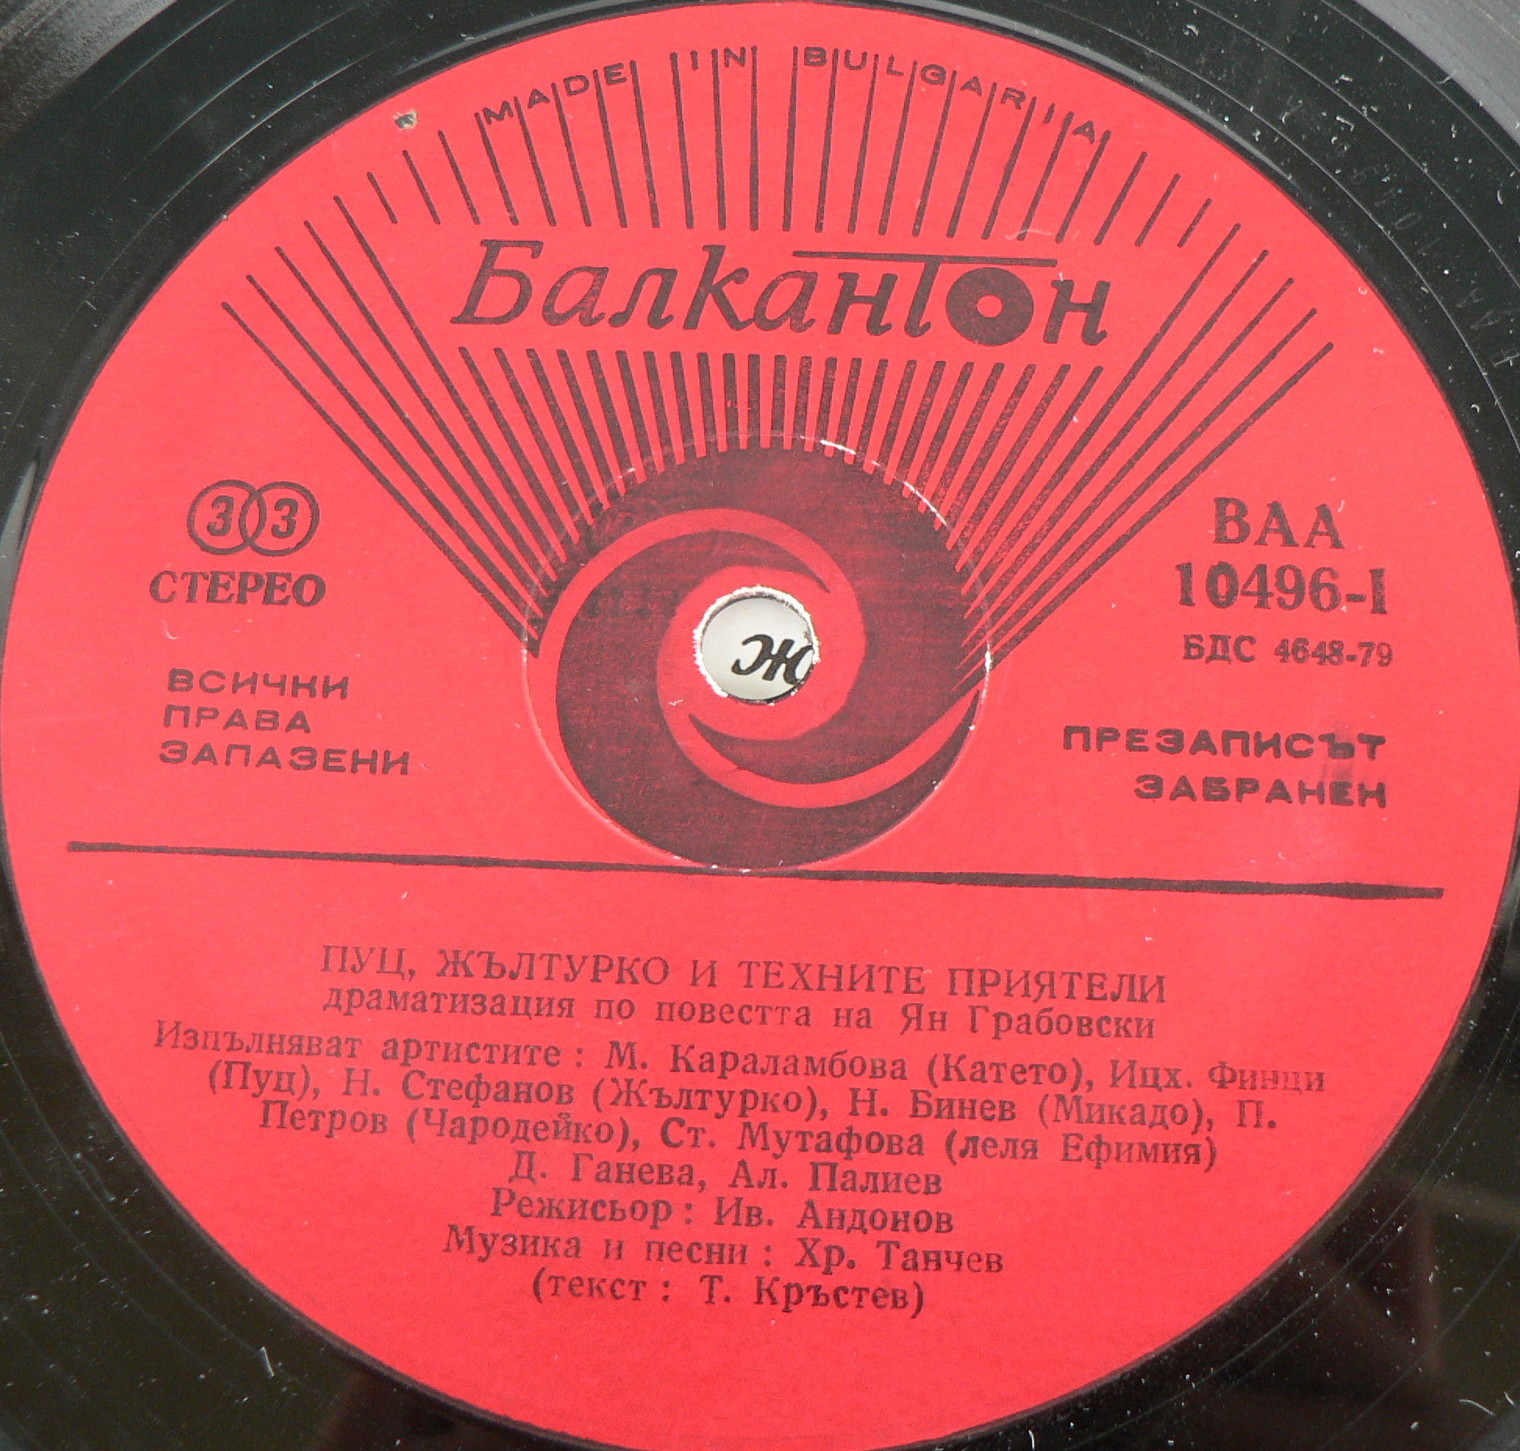 MADE IN BULGARIA
Балкантон
33
СТЕРЕО
ВСИЧКИ
ПРАВА
ЗАПАЗЕНИ
ВАА
10496-I
БДС 4648-79
ПРЕЗАПИСЪТ
ЗАБРАНЕН
ПУЦ, ЖЪЛТУРКО И ТЕХНИТЕ ПРИЯТЕЛИ
драматизация по повестта на Ян Грабовски
Изпълняват артистите : М. Караламбова (Катето), Ицх. Финци
(Пуц), Н. Стефанов (Жълтурко), Н. Бинев (Микадо), П.
Петров (Чародейко), Ст. Мутафова (леля Ефимия)
Д. Ганева, Ал. Палиев
Режисьор : Ив. Андонов
Музика и песни : Хр. Танчев
(текст : Т. Кръстев)